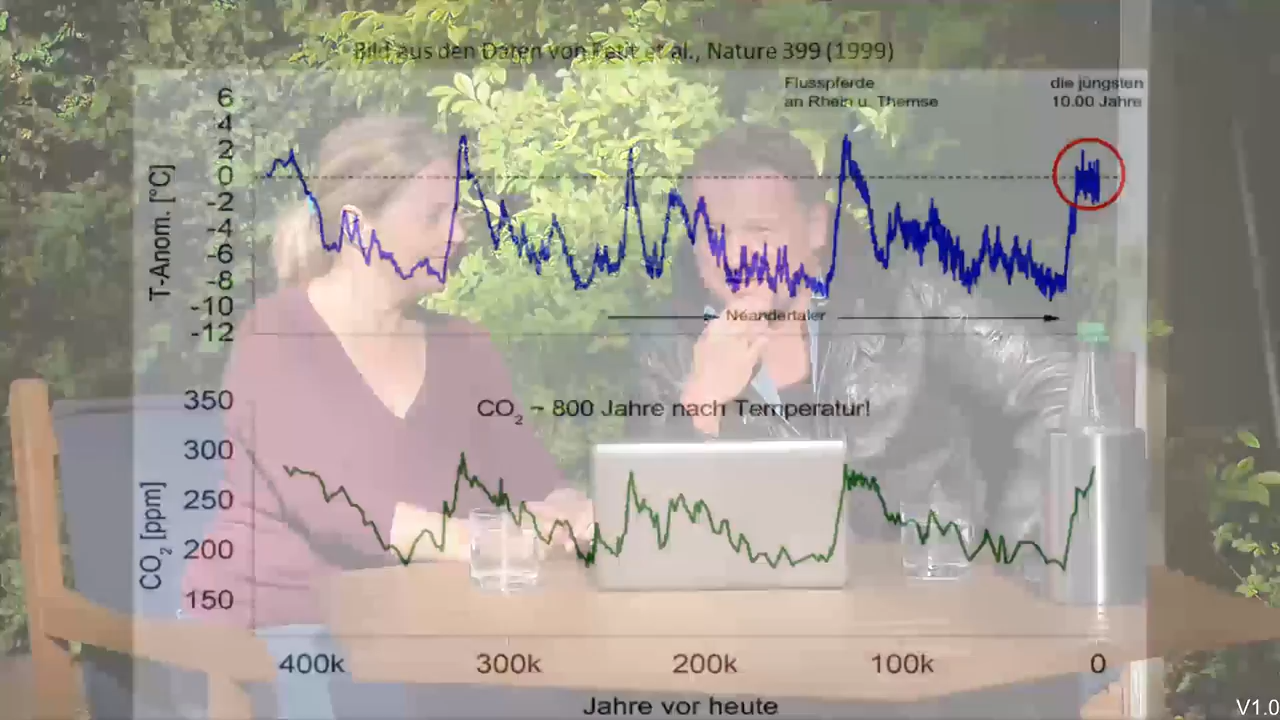 Bild aus den Daten von Petit et al., Nature 399 (1999)
Flusspferde
an Rhein u. Themse
die jüngsten
10.00 Jahre
T-Anom. [°C]
6
4
2
0
-2
-4
-6
-8
-10
-12
Neandertaler
CO₂ ~ 800 Jahre nach Temperatur!
CO₂ [ppm]
350
300
250
200
150
400k
300k
200k
100k
0
Jahre vor heute
V1.0